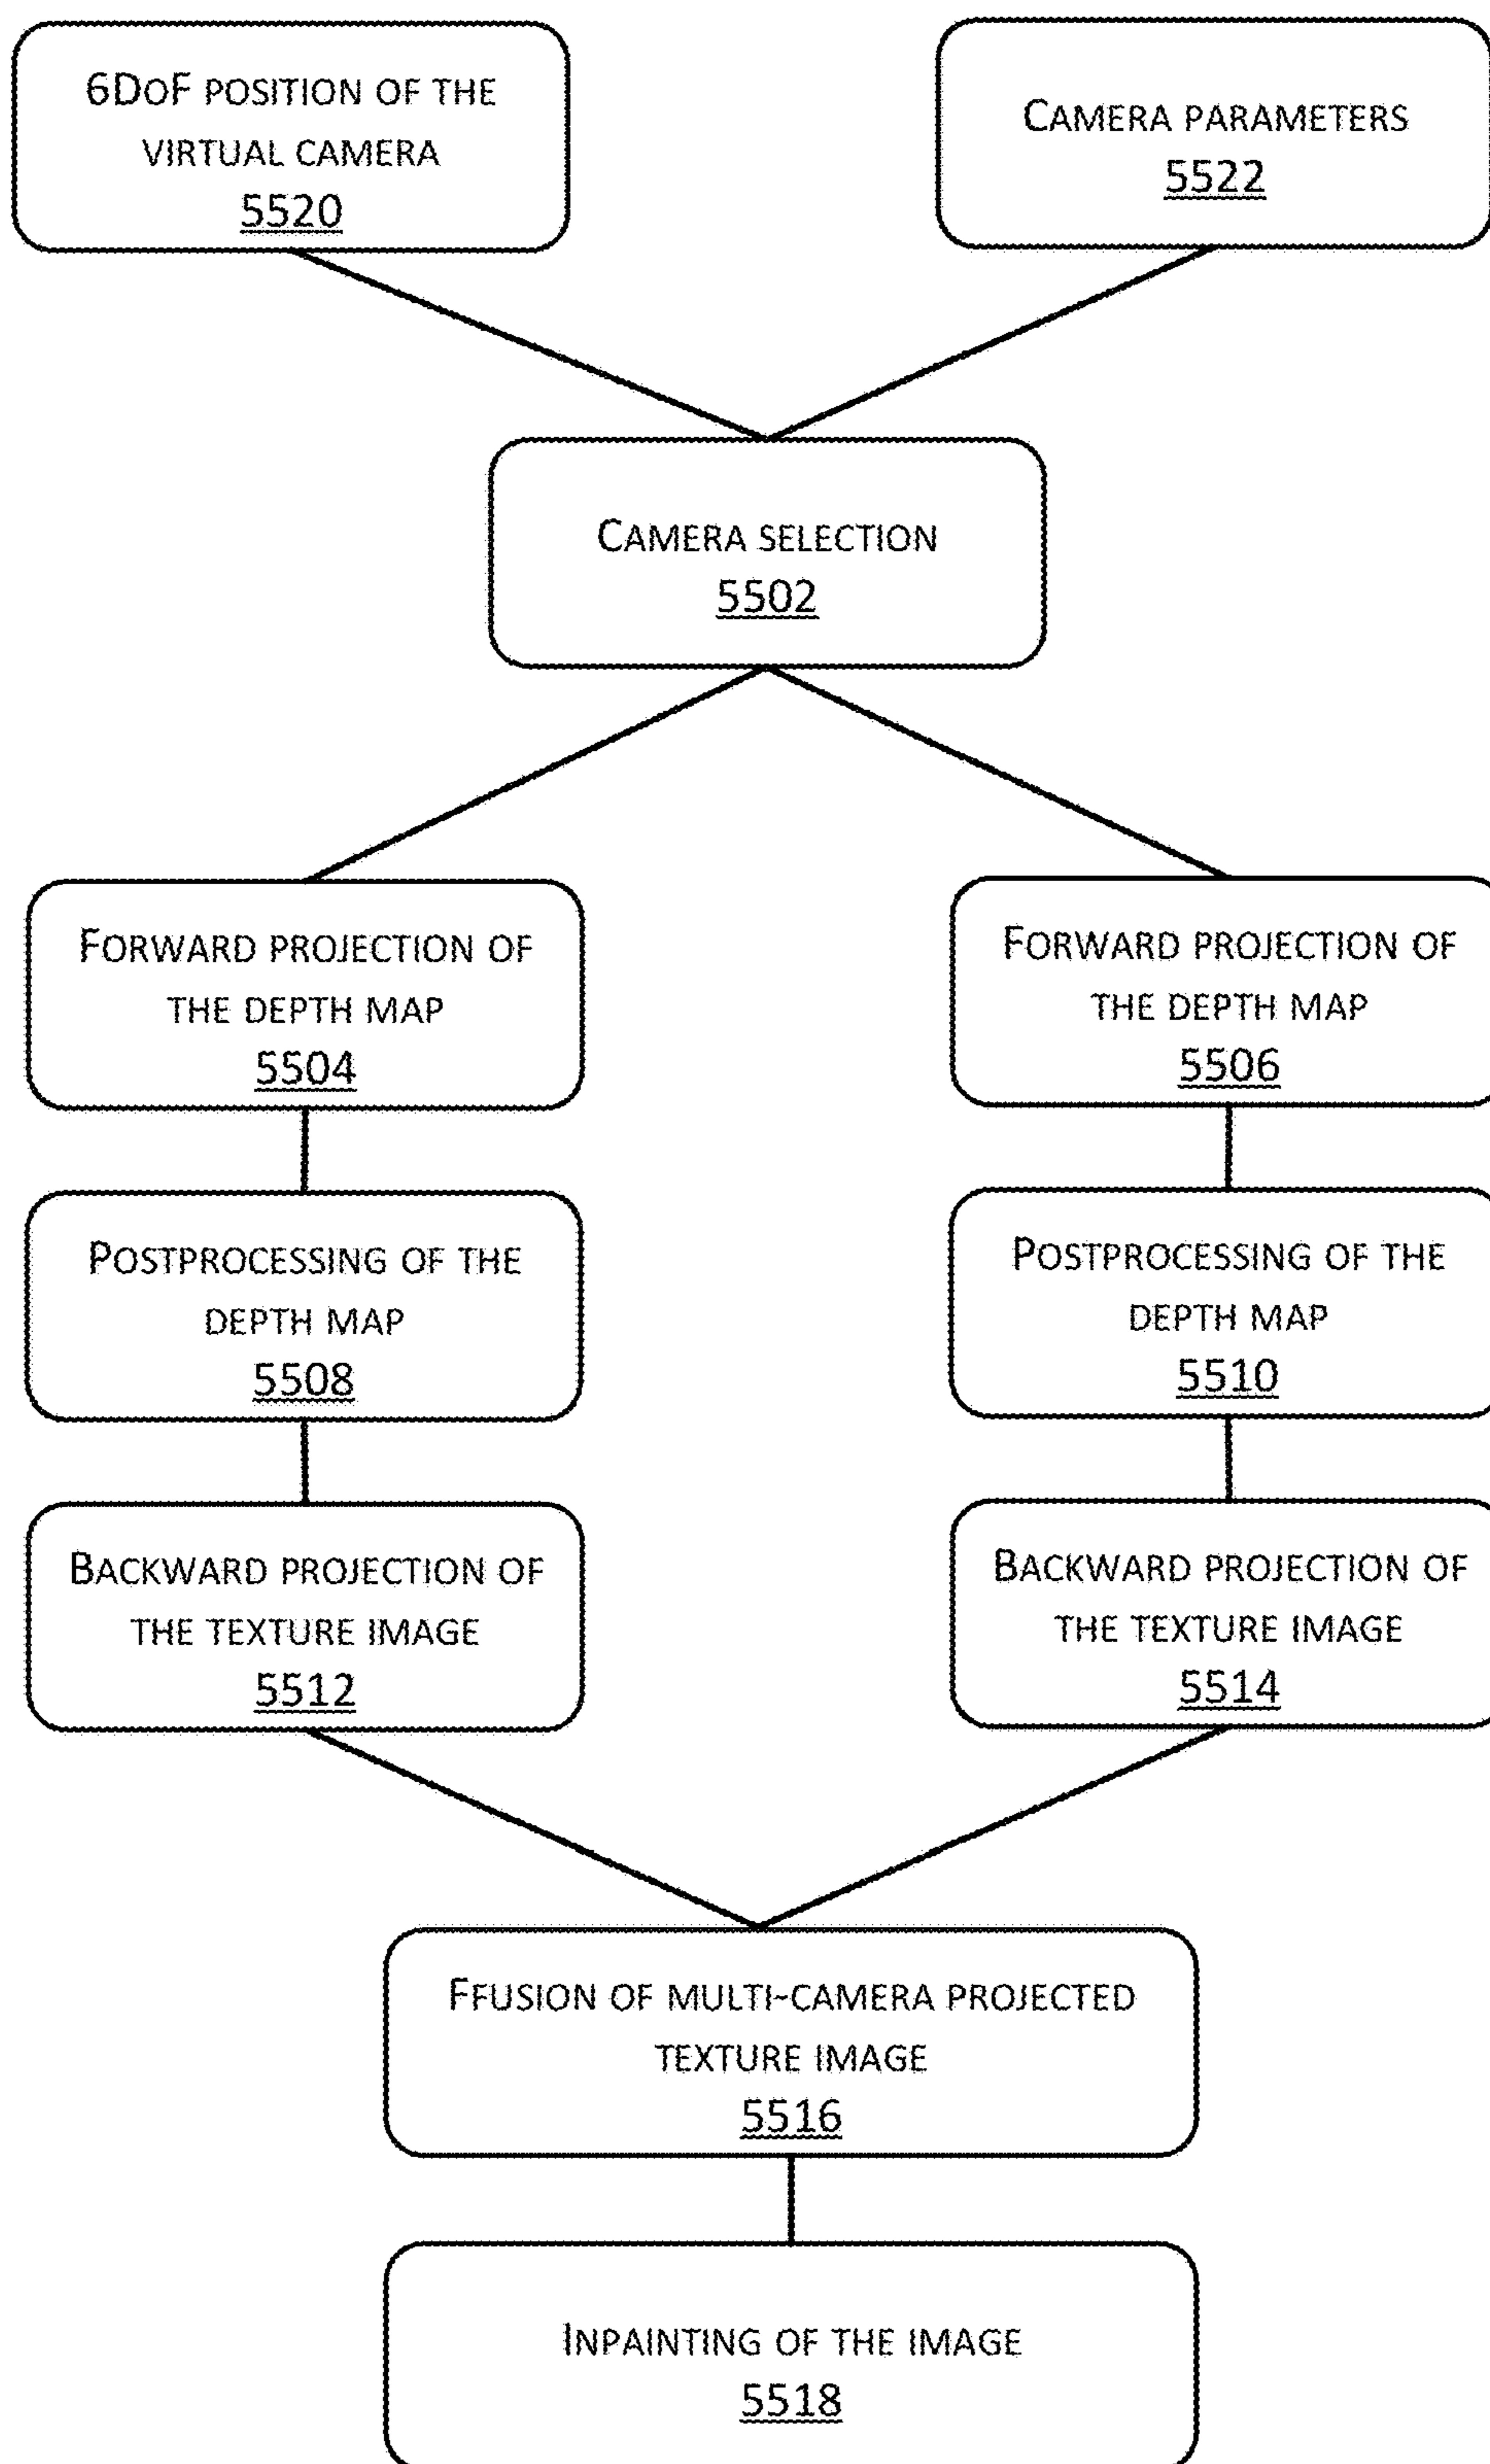 6DoF POSITION OF THE
VIRTUAL CAMERA
5520
CAMERA PARAMETERS
5522
CAMERA SELECTION
5502
FORWARD PROJECTION OF
THE DEPTH MAP
5504
FORWARD PROJECTION OF
THE DEPTH MAP
5506
POSTPROCESSING OF THE
DEPTH MAP
5508
POSTPROCESSING OF THE
DEPTH MAP
5510
BACKWARD PROJECTION OF
THE TEXTURE IMAGE
5512
BACKWARD PROJECTION OF
THE TEXTURE IMAGE
5514
FFUSION OF MULTI-CAMERA PROJECTED
TEXTURE IMAGE
5516
INPAINTING OF THE IMAGE
5518